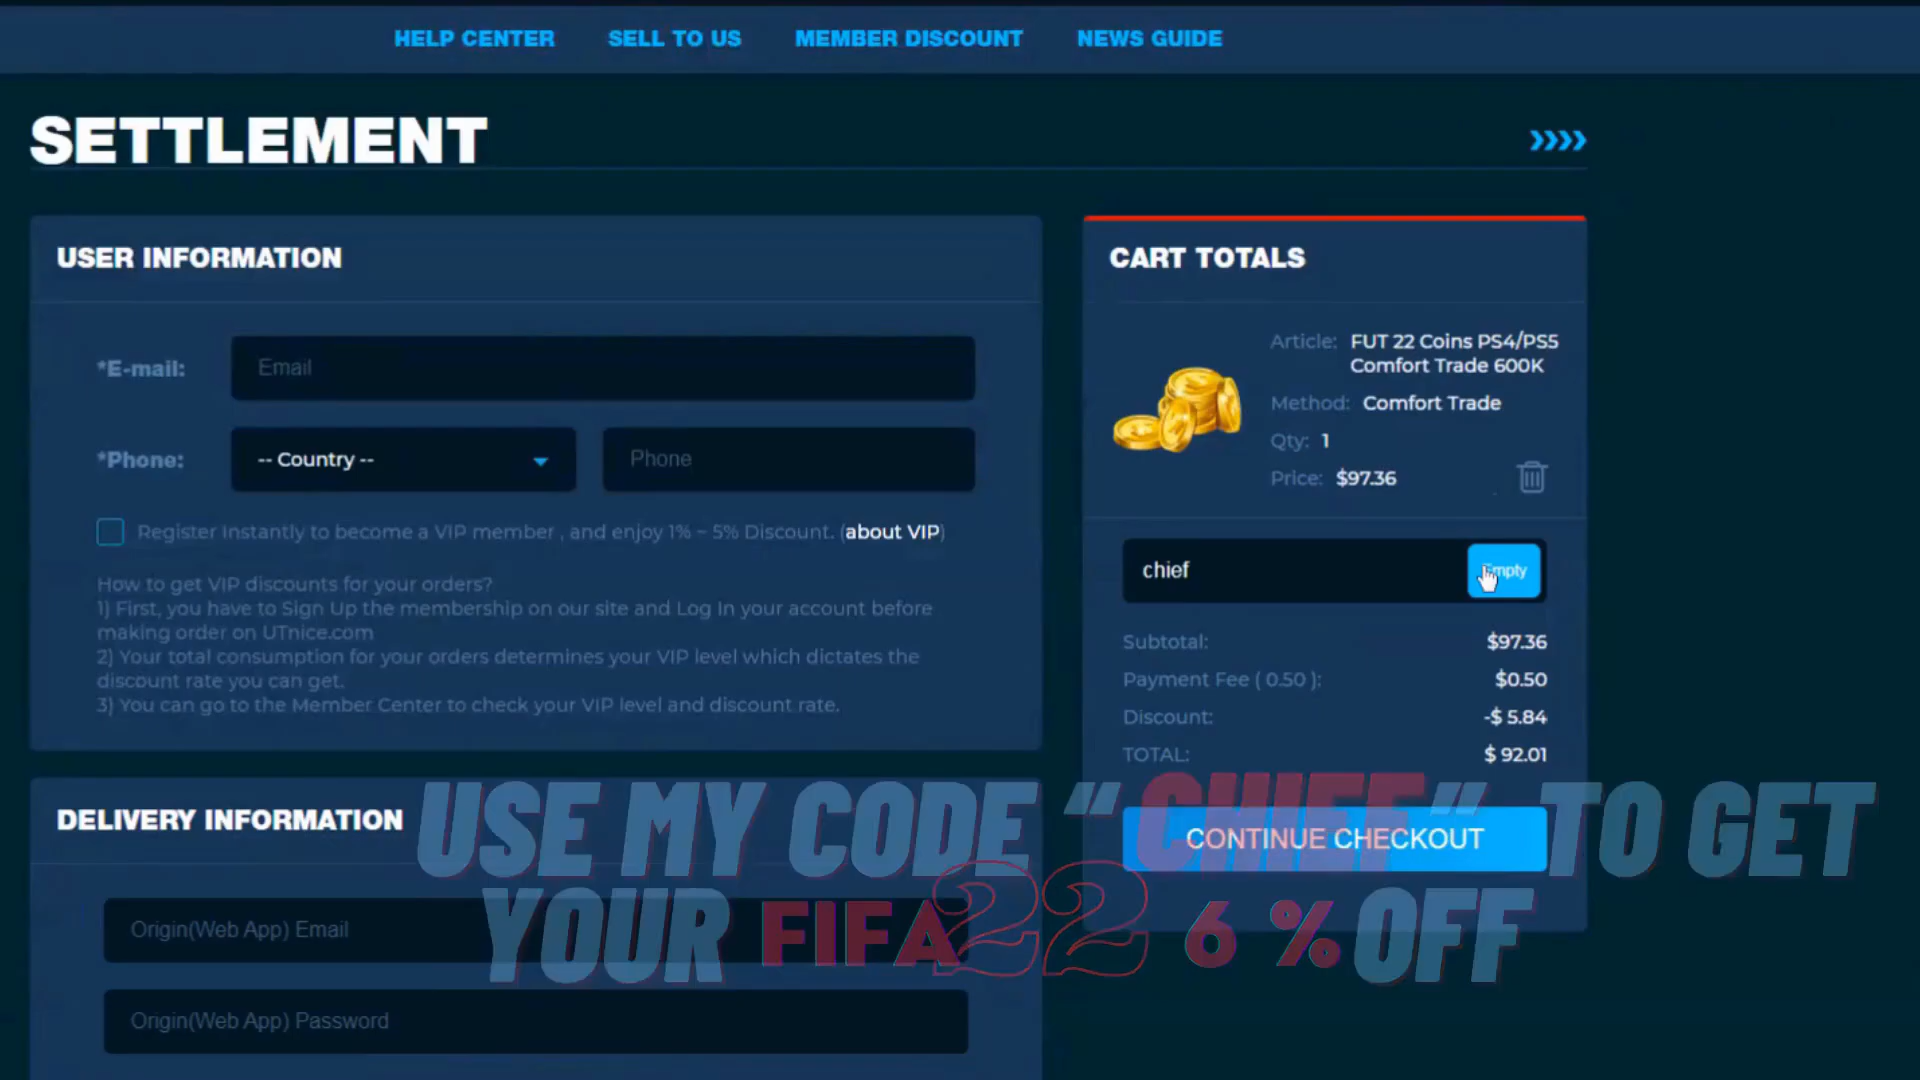 HELP CENTER SELL TO US MEMBER DISCOUNT NEWS GUIDE
SETTLEMENT
USER INFORMATION
*E-mail: Email
*Phone: -- Country -- Phone
Register Instantly to become a VIP member , and enjoy 1% ~ 5% Discount. (about VIP)
How to get VIP discounts for your orders?
1) First, you have to Sign Up the membership on our site and Log In your account before
making order on UTnice.com
2) Your total consumption for your orders determines your VIP level which dictates the
discount rate you can get.
3) You can go to the Member Center to check your VIP level and discount rate.
CART TOTALS
Article: FUT 22 Coins PS4/PS5
Comfort Trade 600K
Method: Comfort Trade
Qty: 1
Price: $97.36
chief Empty
Subtotal: $97.36
Payment Fee ( 0.50 ): $0.50
Discount: -$ 5.84
TOTAL: $ 92.01
CONTINUE CHECKOUT
DELIVERY INFORMATION
Origin(Web App) Email
Origin(Web App) Password
USE MY CODE "CHIEF" TO GET
YOUR FIFA 22 6 % OFF